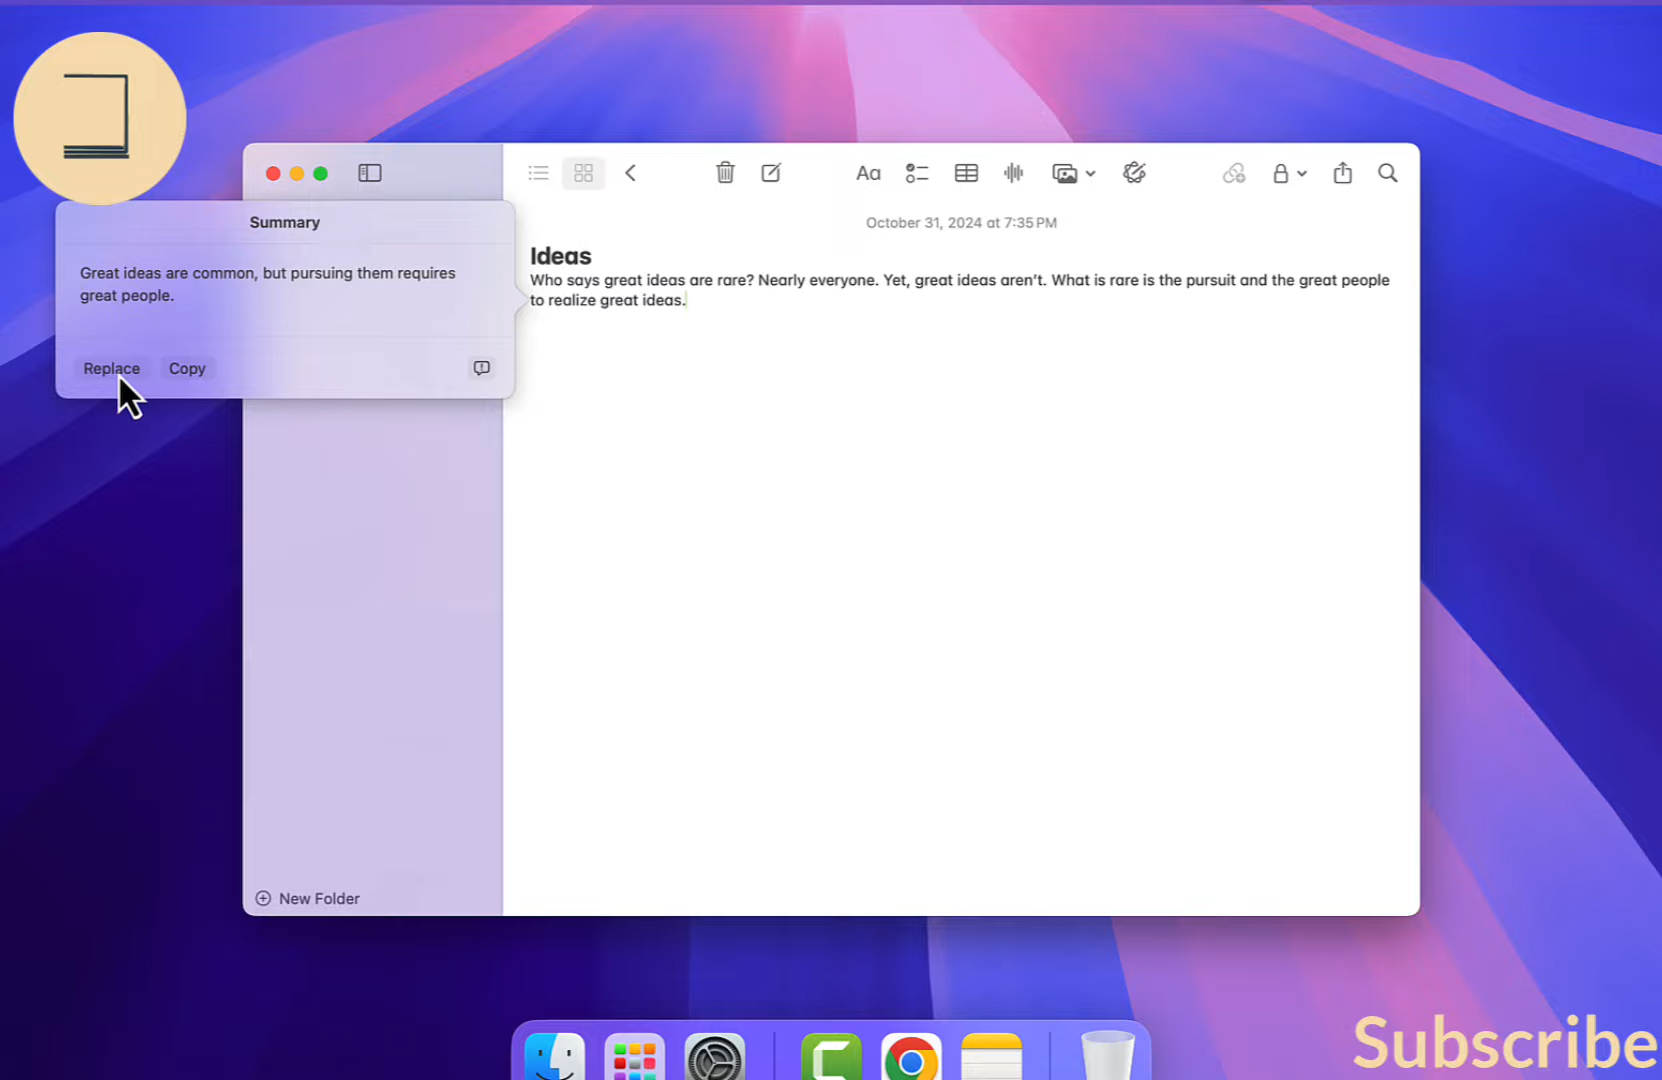 Summary
Great ideas are common, but pursuing them requires
great people.
Replace Copy
Aa
October 31, 2024 at 7:35 PM
Ideas
Who says great ideas are rare? Nearly everyone. Yet, great ideas aren't. What is rare is the pursuit and the great people
to realize great ideas.
New Folder
Subscribe